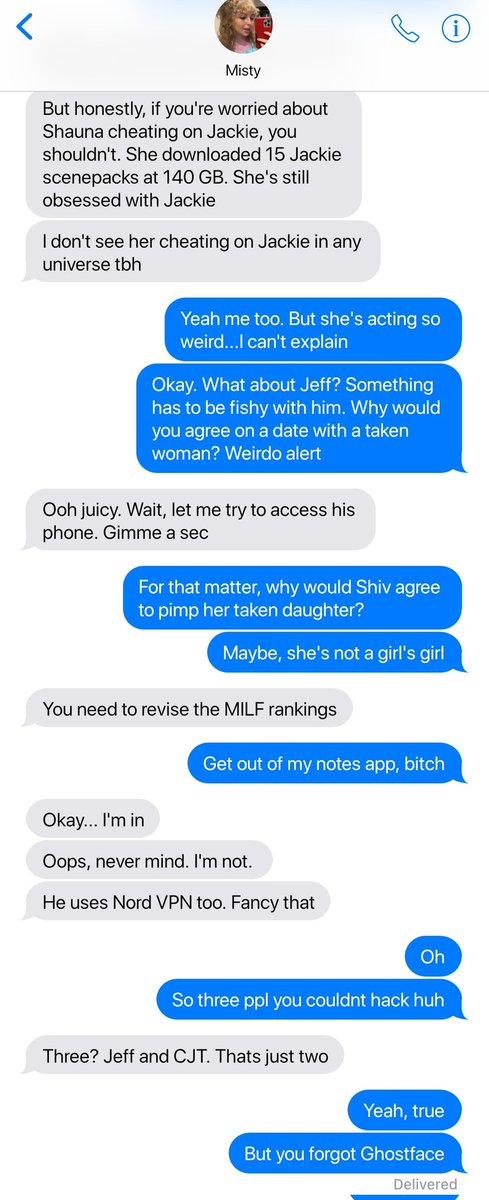 Misty
But honestly, if you're worried about
Shauna cheating on Jackie, you
shouldn't. She downloaded 15 Jackie
scenepacks at 140 GB. She's still
obsessed with Jackie
I don't see her cheating on Jackie in any
universe tbh
Yeah me too. But she's acting so
weird...I can't explain
Okay. What about Jeff? Something
has to be fishy with him. Why would
you agree on a date with a taken
woman? Weirdo alert
Ooh juicy. Wait, let me try to access his
phone. Gimme a sec
For that matter, why would Shiv agree
to pimp her taken daughter?
Maybe, she's not a girl's girl
You need to revise the MILF rankings
Get out of my notes app, bitch
Okay... I'm in
Oops, never mind. I'm not.
He uses Nord VPN too. Fancy that
Oh
So three ppl you couldnt hack huh
Three? Jeff and CJT. Thats just two
Yeah, true
But you forgot Ghostface
Delivered